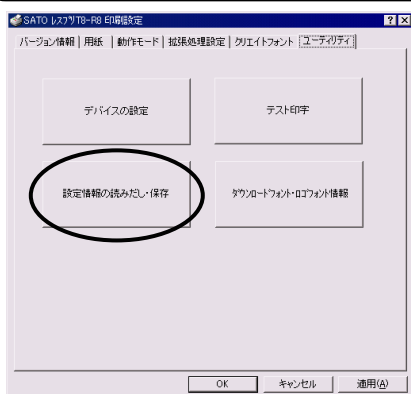 SATO ﾚｽﾌﾟﾘT8-R8 印刷設定
バージョン情報 用紙 動作モード 拡張処理設定 クリエイトフォント ユーティリティ
デバイスの設定
テスト印字
設定情報の読みだし・保存
ﾀﾞｳﾝﾛｰﾄﾞﾌｫﾝﾄ・ﾛｺﾞﾌｫﾝﾄ情報
OK キャンセル 適用(A)